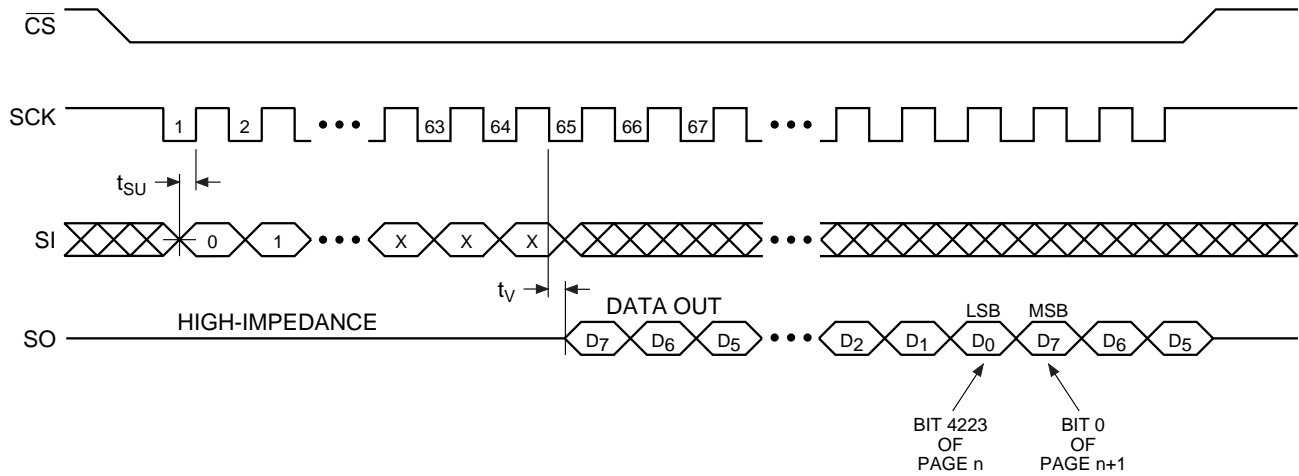 CS
SCK 1 2 ••• 63 64 65 66 67 •••
tSU
SI 0 1 ••• X X X •••
tV
HIGH-IMPEDANCE DATA OUT LSB MSB
SO D7 D6 D5 ••• D2 D1 D0 D7 D6 D5
BIT 4223
OF
PAGE n
BIT 0
OF
PAGE n+1